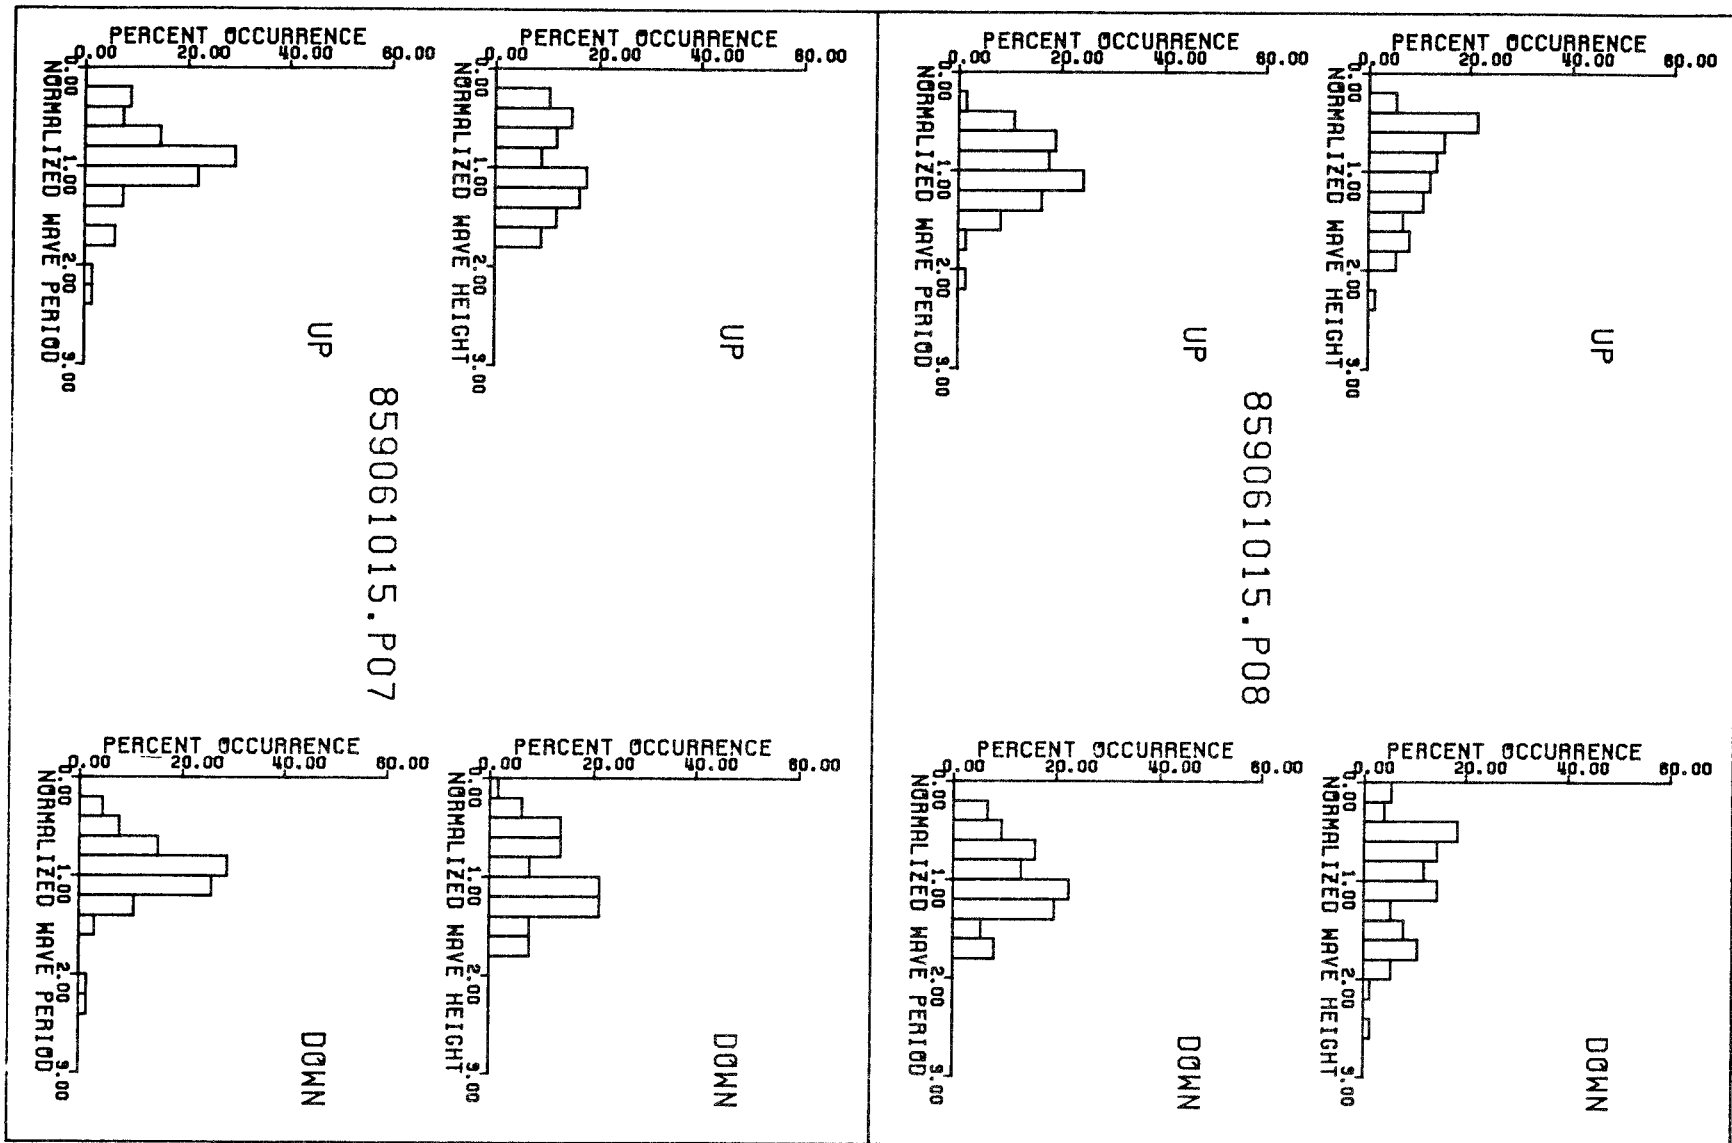 PERCENT OCCURRENCE
0.00 20.00 40.00 60.00
0.00 1.00 2.00 3.00
NORMALIZED WAVE PERIOD
UP
PERCENT OCCURRENCE
0.00 20.00 40.00 60.00
0.00 1.00 2.00 3.00
NORMALIZED WAVE HEIGHT
UP
859061015.P07
PERCENT OCCURRENCE
0.00 20.00 40.00 60.00
0.00 1.00 2.00 3.00
NORMALIZED WAVE PERIOD
DOWN
PERCENT OCCURRENCE
0.00 20.00 40.00 60.00
0.00 1.00 2.00 3.00
NORMALIZED WAVE HEIGHT
DOWN
PERCENT OCCURRENCE
0.00 20.00 40.00 60.00
0.00 1.00 2.00 3.00
NORMALIZED WAVE PERIOD
UP
PERCENT OCCURRENCE
0.00 20.00 40.00 60.00
0.00 1.00 2.00 3.00
NORMALIZED WAVE HEIGHT
UP
859061015.P08
PERCENT OCCURRENCE
0.00 20.00 40.00 60.00
0.00 1.00 2.00 3.00
NORMALIZED WAVE PERIOD
DOWN
PERCENT OCCURRENCE
0.00 20.00 40.00 60.00
0.00 1.00 2.00 3.00
NORMALIZED WAVE HEIGHT
DOWN